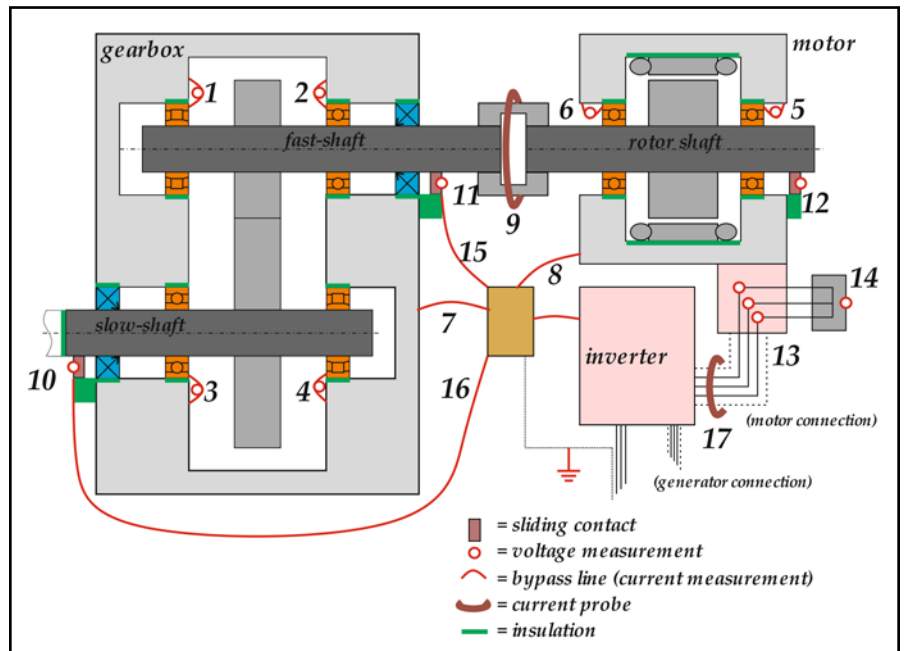 gearbox
motor
1
2
6
5
fast-shaft
rotor shaft
11
9
12
15
8
14
7
slow-shaft
inverter
13
10
3
4
16
17
(motor connection)
(generator connection)
= sliding contact
= voltage measurement
= bypass line (current measurement)
= current probe
= insulation